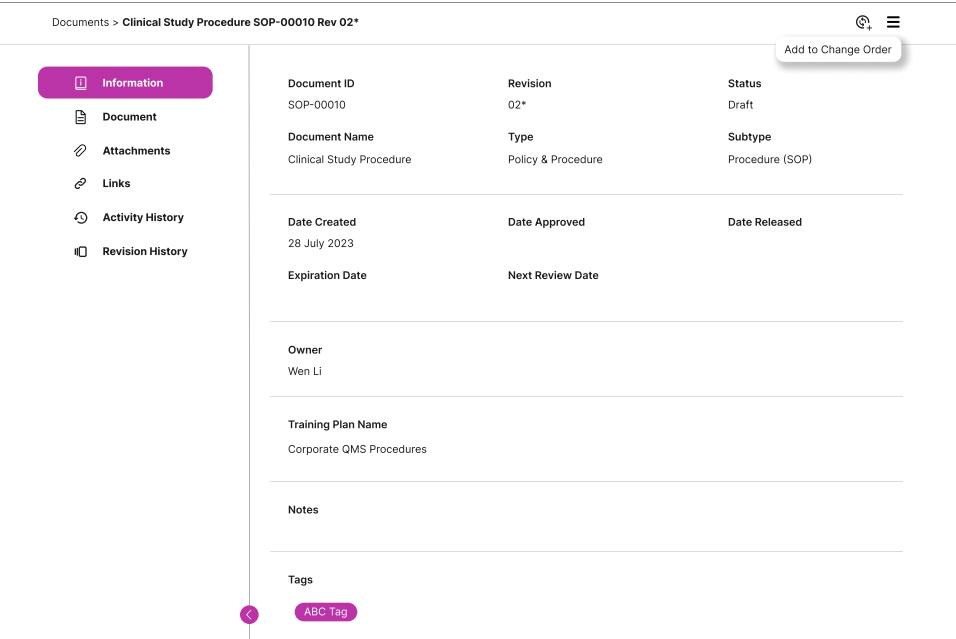 Documents > Clinical Study Procedure SOP-00010 Rev 02*
Add to Change Order
Information
Document
Attachments
Links
Activity History
Revision History
Document ID Revision Status
SOP-00010 02* Draft
Document Name Type Subtype
Clinical Study Procedure Policy & Procedure Procedure (SOP)
Date Created Date Approved Date Released
28 July 2023
Expiration Date Next Review Date
Owner
Wen Li
Training Plan Name
Corporate QMS Procedures
Notes
Tags
ABC Tag